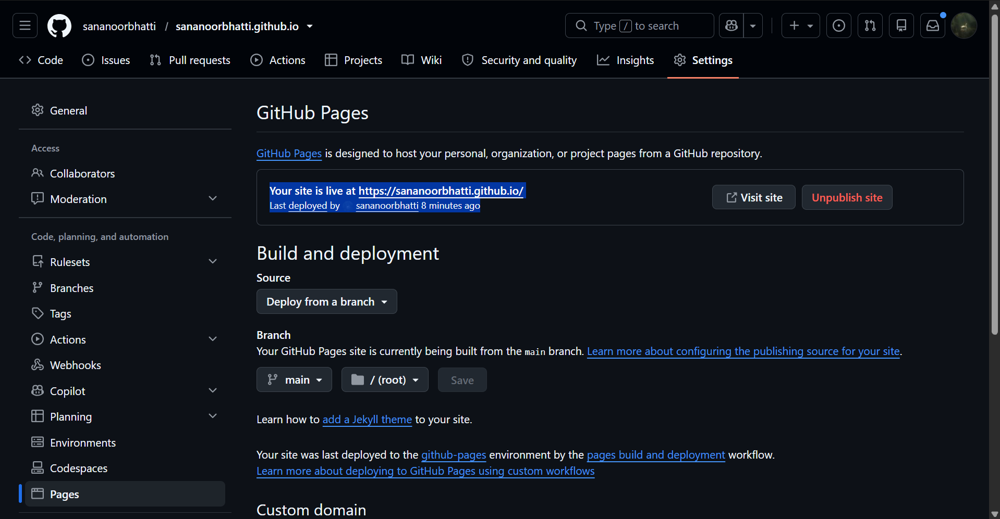 sananoorbhatti / sananoorbhatti.github.io
Type / to search
Code Issues Pull requests Actions Projects Wiki Security and quality Insights Settings
General
Access
Collaborators
Moderation
Code, planning, and automation
Rulesets
Branches
Tags
Actions
Webhooks
Copilot
Planning
Environments
Codespaces
Pages
GitHub Pages
GitHub Pages is designed to host your personal, organization, or project pages from a GitHub repository.
Your site is live at https://sananoorbhatti.github.io/
Last deployed by sananoorbhatti 8 minutes ago
Visit site
Unpublish site
Build and deployment
Source
Deploy from a branch
Branch
Your GitHub Pages site is currently being built from the main branch. Learn more about configuring the publishing source for your site.
main
/ (root)
Save
Learn how to add a Jekyll theme to your site.
Your site was last deployed to the github-pages environment by the pages build and deployment workflow.
Learn more about deploying to GitHub Pages using custom workflows
Custom domain